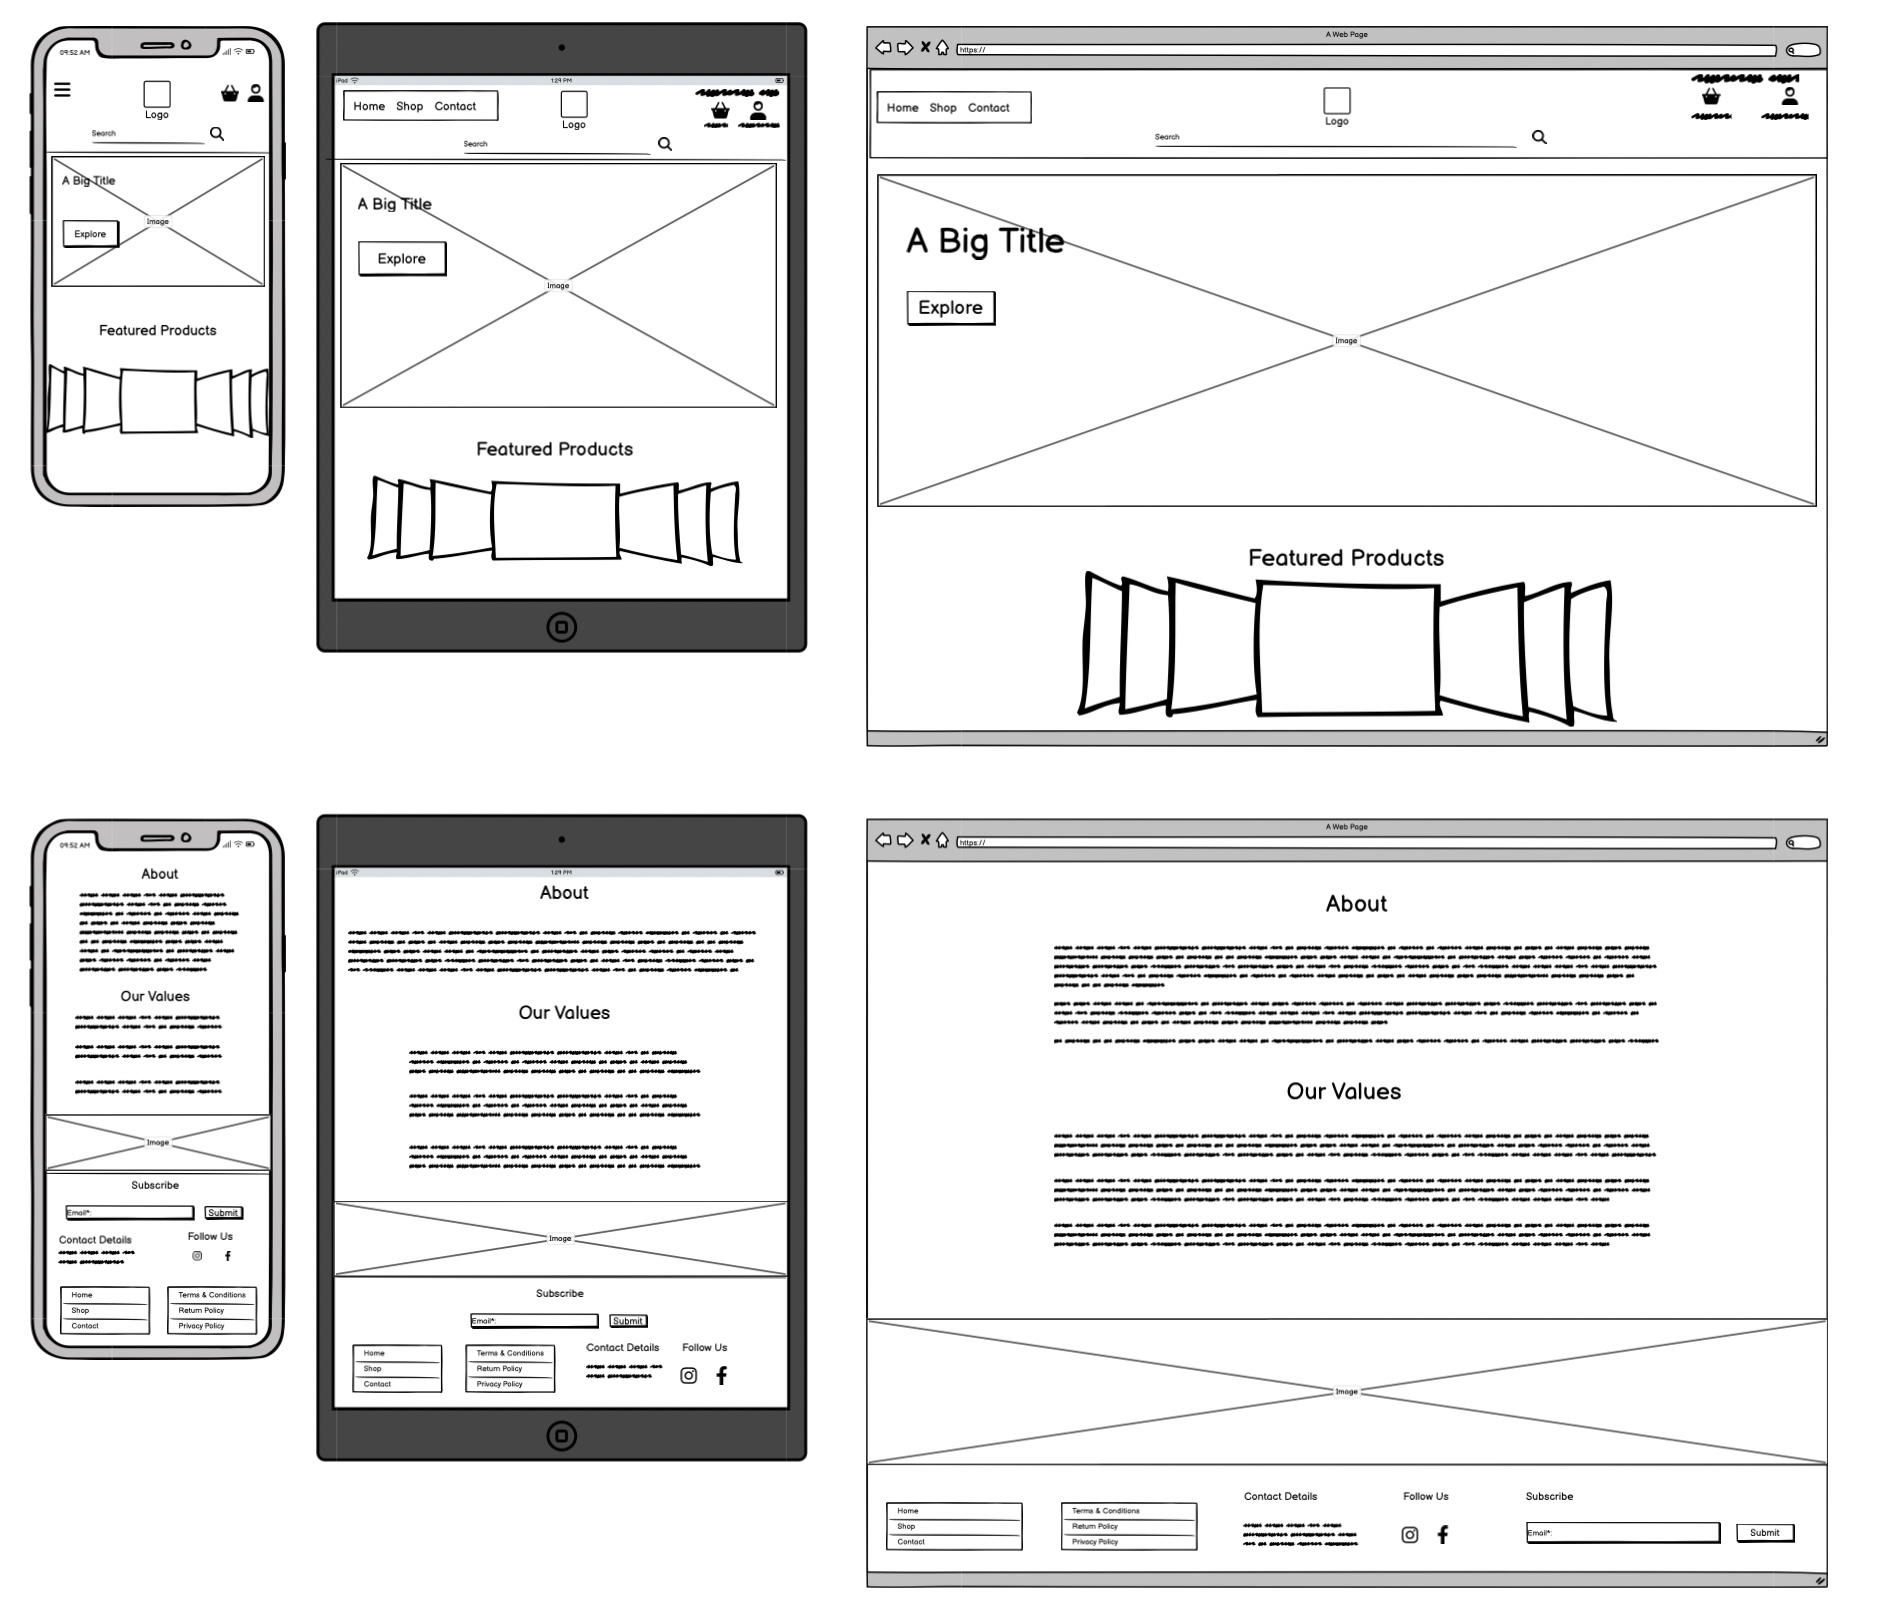 09:52 AM
Logo
Search
A Big Title
Image
Explore
Featured Products
iPad
1:29 PM
Home Shop Contact
Logo
Search
A Big Title
Explore
Image
Featured Products
A Web Page
https://
Home Shop Contact
Logo
Search
A Big Title
Explore
Image
Featured Products
09:52 AM
About
Our Values
Image
Subscribe
Email*:
Submit
Contact Details
Follow Us
Home
Shop
Contact
Terms & Conditions
Return Policy
Privacy Policy
iPad
1:29 PM
About
Our Values
Image
Subscribe
Email*:
Submit
Home
Shop
Contact
Terms & Conditions
Return Policy
Privacy Policy
Contact Details
Follow Us
A Web Page
https://
About
Our Values
Image
Home
Shop
Contact
Terms & Conditions
Return Policy
Privacy Policy
Contact Details
Follow Us
Subscribe
Email*:
Submit